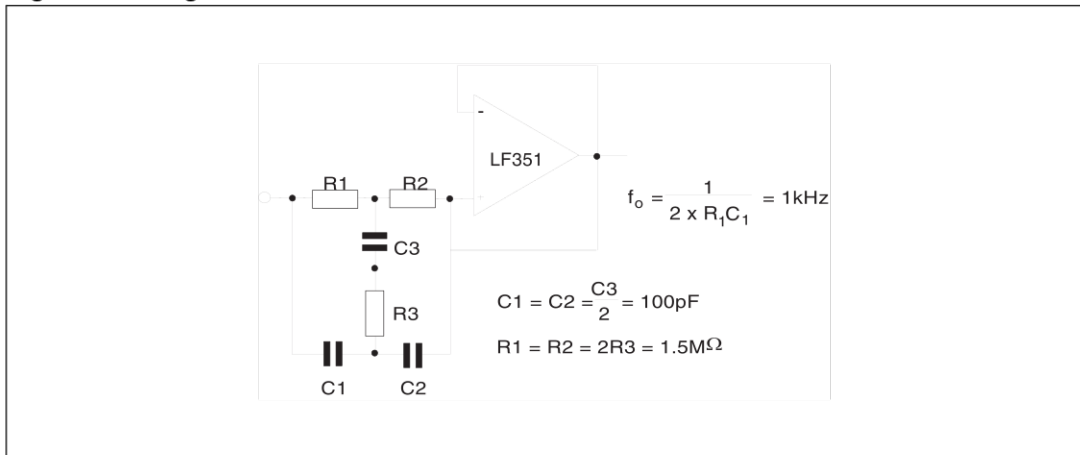 -
LF351
+
R1
R2
C3
R3
C1
C2
fo = 1 / 2 x R1C1 = 1kHz
C1 = C2 = C3 / 2 = 100pF
R1 = R2 = 2R3 = 1.5MΩ